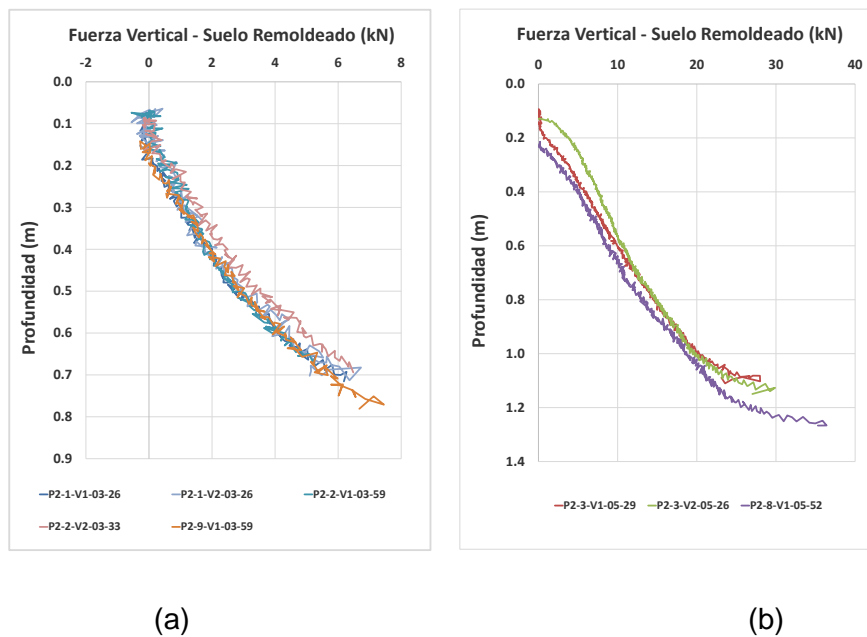 Fuerza Vertical - Suelo Remoldeado (kN)
-2 0 2 4 6 8
0.0
0.1
0.2
0.3
0.4
0.5
0.6
0.7
0.8
0.9
Profundidad (m)
P2-1-V1-03-26 P2-1-V2-03-26 P2-2-V1-03-59
P2-2-V2-03-33 P2-9-V1-03-59
(a)
Fuerza Vertical - Suelo Remoldeado (kN)
0 10 20 30 40
0.0
0.2
0.4
0.6
0.8
1.0
1.2
1.4
Profundidad (m)
P2-3-V1-05-29 P2-3-V2-05-26 P2-8-V1-05-52
(b)